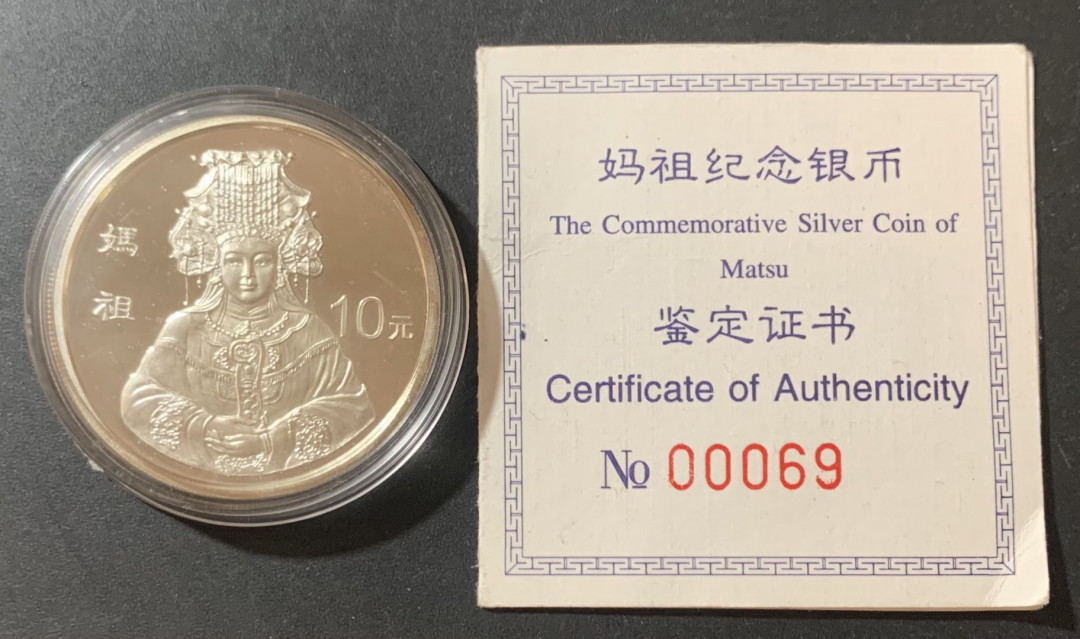 媽
祖
10元
妈祖纪念银币
The Commemorative Silver Coin of
Matsu
鉴定证书
Certificate of Authenticity
№ 00069